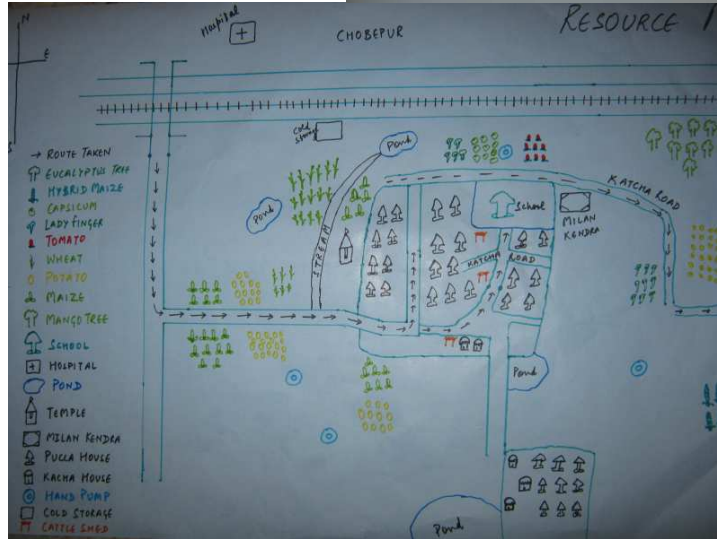 N
E
S
Hospital
CHOBEPUR
RESOURCE
Cold
storage
Pond
KATCHA ROAD
→ ROUTE TAKEN
EUCALYPTUS TREE
HYBRID MAIZE
CAPSICUM
LADY FINGER
TOMATO
WHEAT
POTATO
MAIZE
MANGO TREE
SCHOOL
HOSPITAL
POND
TEMPLE
MILAN KENDRA
PUCCA HOUSE
KACHA HOUSE
HAND PUMP
COLD STORAGE
CATTLE SHED
Pond
STREAM
School
MILAN
KENDRA
KATCHA ROAD
Pond
Pond